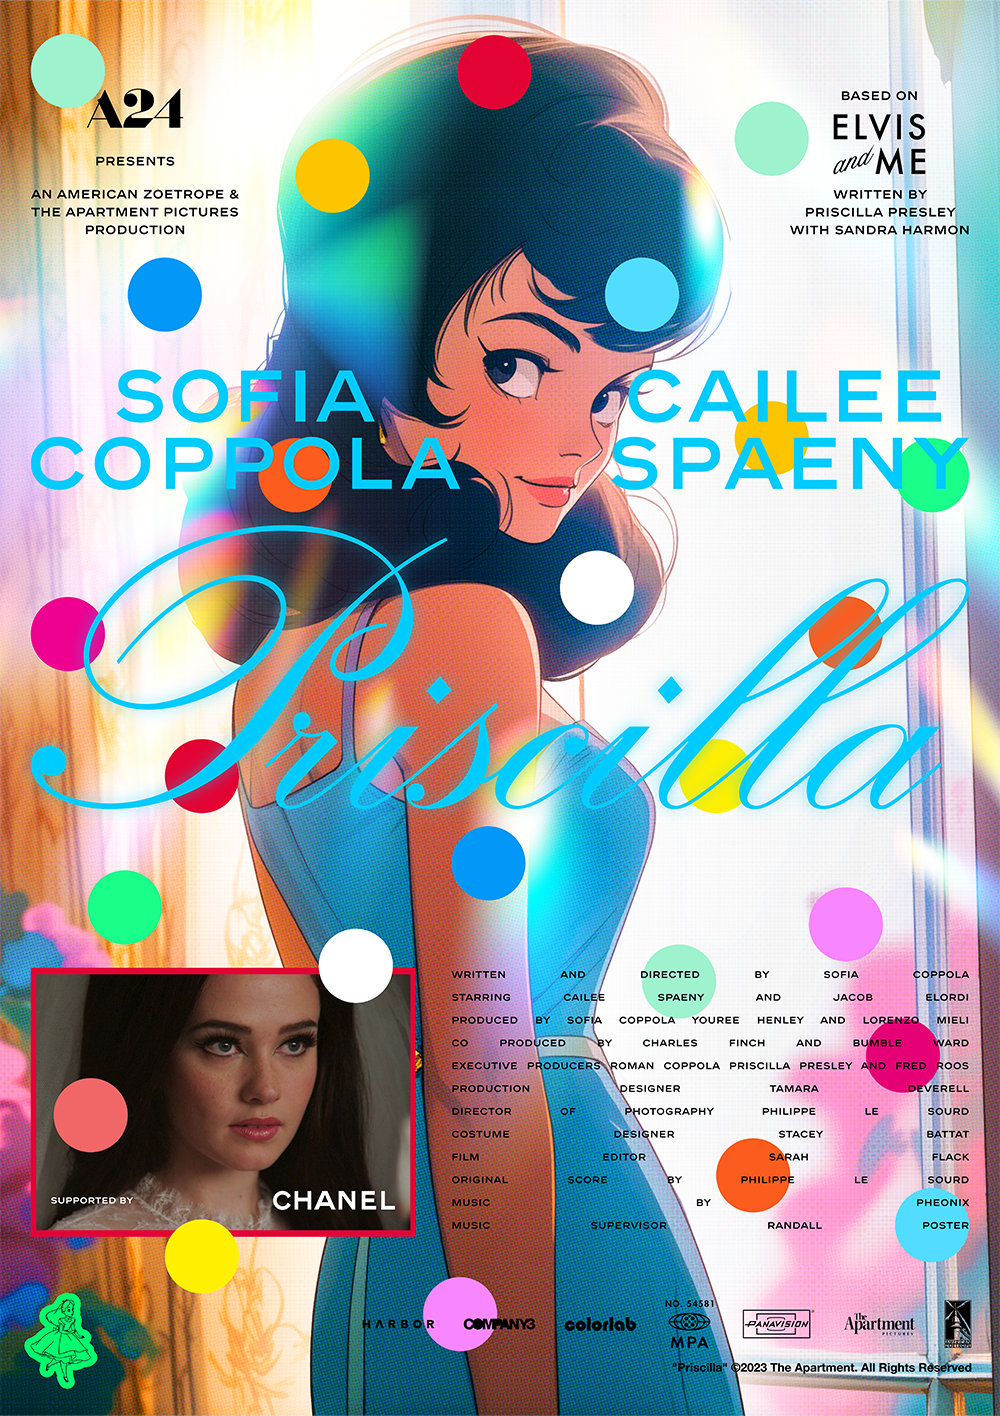 A24
PRESENTS
AN AMERICAN ZOETROPE &
THE APARTMENT PICTURES
PRODUCTION
BASED ON
ELVIS
and ME
WRITTEN BY
PRISCILLA PRESLEY
WITH SANDRA HARMON
SOFIA
COPPOLA
CAILEE
SPAENY
Priscilla
WRITTEN AND DIRECTED BY SOFIA COPPOLA
STARRING CAILEE SPAENY AND JACOB ELORDI
PRODUCED BY SOFIA COPPOLA YOUREE HENLEY AND LORENZO MIELI
CO PRODUCED BY CHARLES FINCH AND BUMBLE WARD
EXECUTIVE PRODUCERS ROMAN COPPOLA PRISCILLA PRESLEY AND FRED ROOS
PRODUCTION DESIGNER TAMARA DEVERELL
DIRECTOR OF PHOTOGRAPHY PHILIPPE LE SOURD
COSTUME DESIGNER STACEY BATTAT
FILM EDITOR SARAH FLACK
ORIGINAL SCORE BY PHILIPPE LE SOURD
MUSIC BY PHEONIX
MUSIC SUPERVISOR RANDALL POSTER
SUPPORTED BY
CHANEL
HARBOR
COMPANY3
colorlab
NO. 54581
MPA
PANAVISION
The
Apartment
PICTURES
AMERICAN
ZOETROPE
"Priscilla" ©2023 The Apartment. All Rights Reserved